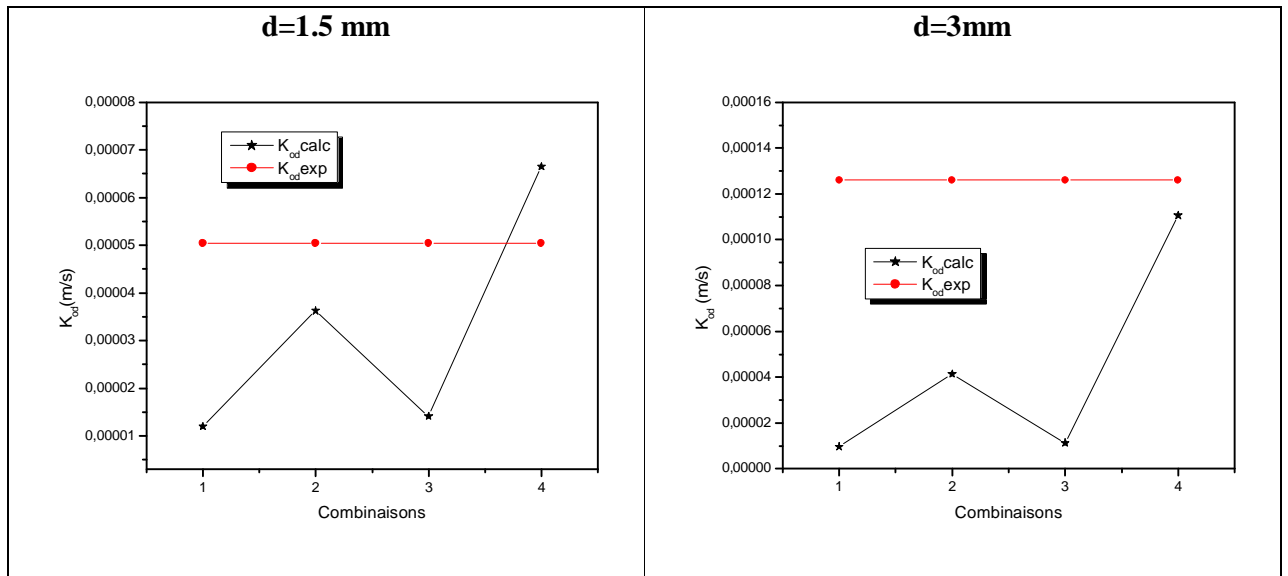 d=1.5 mm
0,00008
0,00007
0,00006
0,00005
0,00004
0,00003
0,00002
0,00001
K_od(m/s)
K_od calc
K_od exp
1 2 3 4
Combinaisons
d=3mm
0,00016
0,00014
0,00012
0,00010
0,00008
0,00006
0,00004
0,00002
0,00000
K_od (m/s)
K_od calc
K_od exp
1 2 3 4
Combinaisons